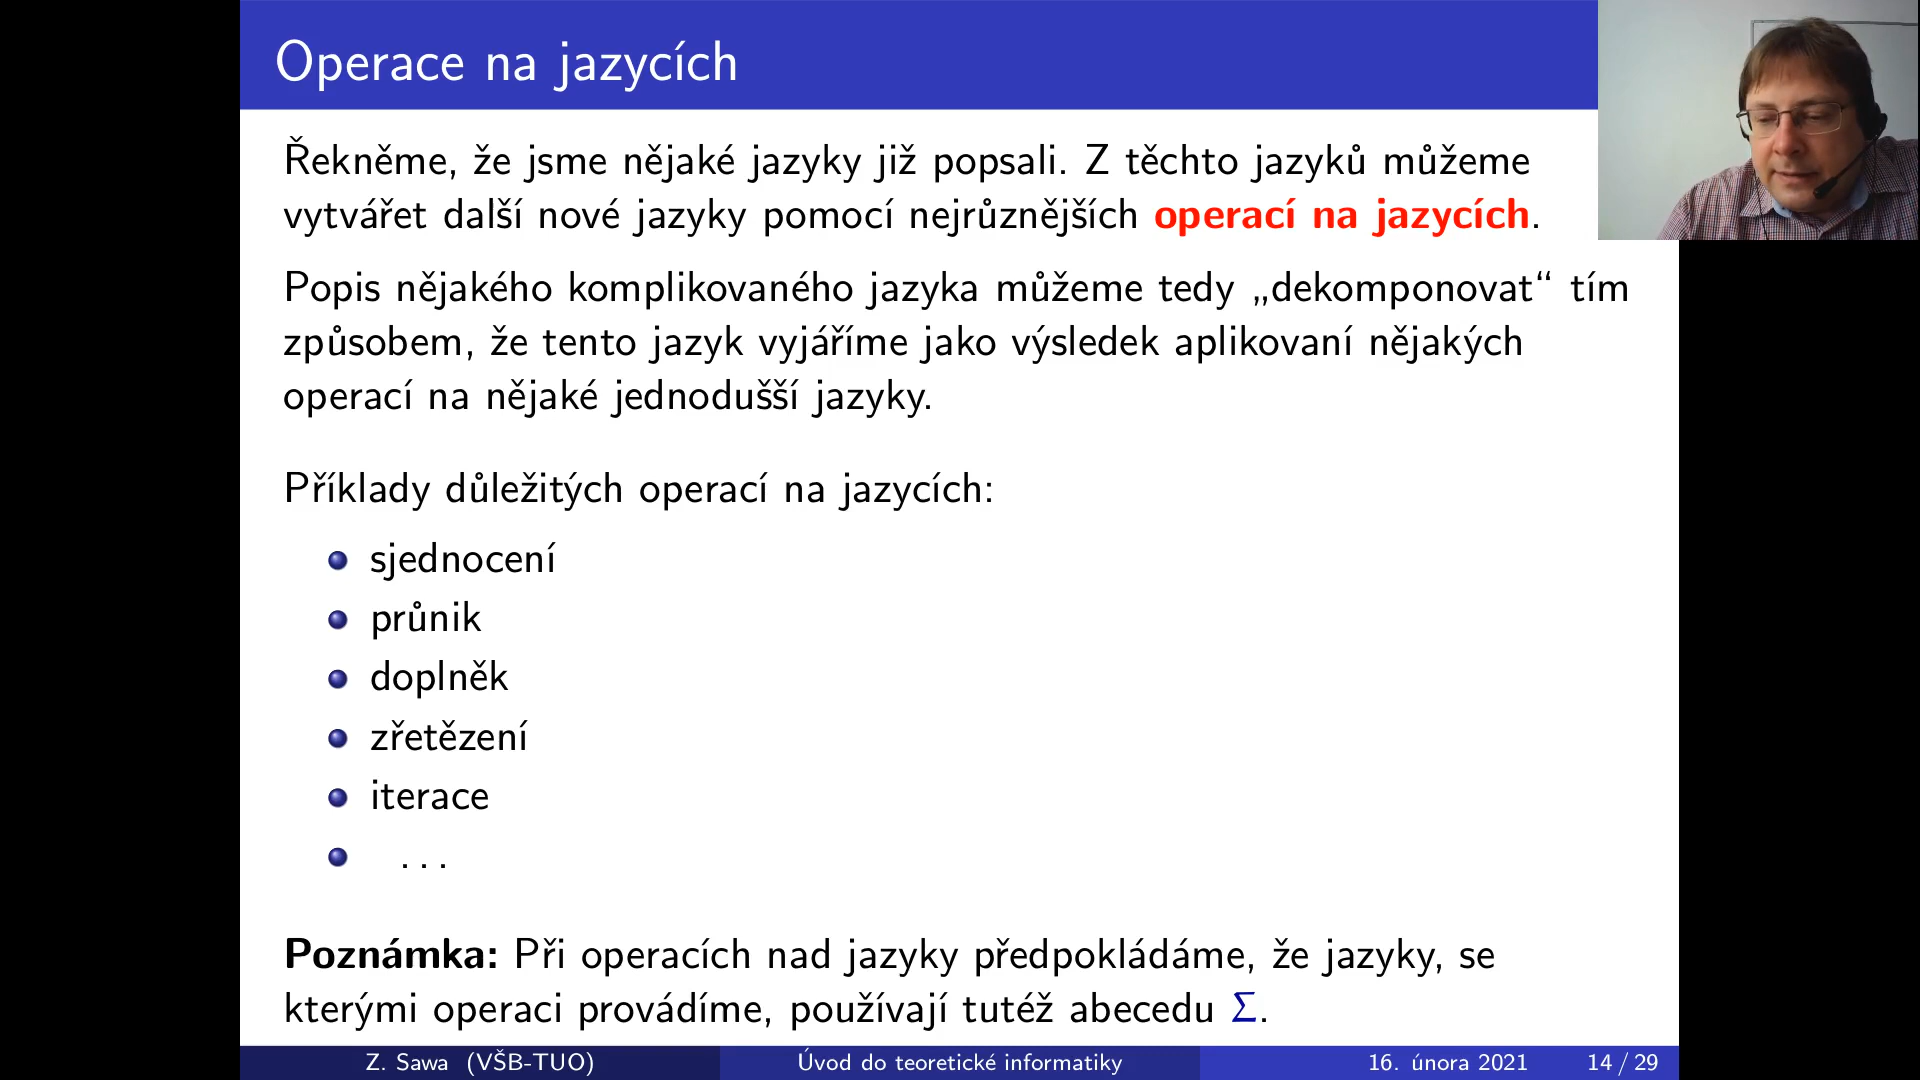 Operace na jazycích
Řekněme, že jsme nějaké jazyky již popsali. Z těchto jazyků můžeme
vytvářet další nové jazyky pomocí nejrůznějších operací na jazycích.
Popis nějakého komplikovaného jazyka můžeme tedy „dekomponovat“ tím
způsobem, že tento jazyk vyjáříme jako výsledek aplikovaní nějakých
operací na nějaké jednodušší jazyky.
Příklady důležitých operací na jazycích:
sjednocení
průnik
doplněk
zřetězení
iterace
...
Poznámka: Při operacích nad jazyky předpokládáme, že jazyky, se
kterými operaci provádíme, používají tutéž abecedu Σ.
Z. Sawa (VŠB-TUO) Úvod do teoretické informatiky 16. února 2021 14 / 29